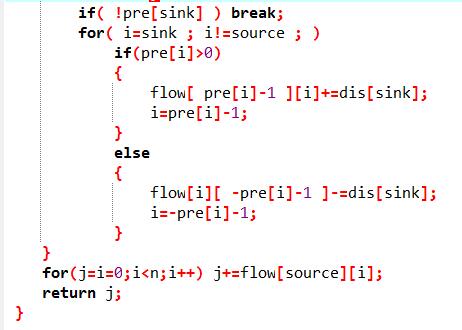 if( !pre[sink] ) break;
for( i=sink ; i!=source ; )
if(pre[i]>0)
{
flow[ pre[i]-1 ][i]+=dis[sink];
i=pre[i]-1;
}
else
{
flow[i][ -pre[i]-1 ]-=dis[sink];
i=-pre[i]-1;
}
}
for(j=i=0;i<n;i++) j+=flow[source][i];
return j;
}